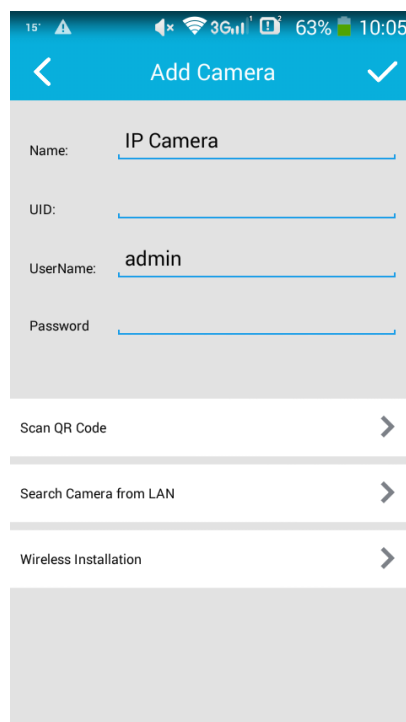 15° 3G 63% 10:05
Add Camera
Name: IP Camera
UID:
UserName: admin
Password
Scan QR Code
Search Camera from LAN
Wireless Installation